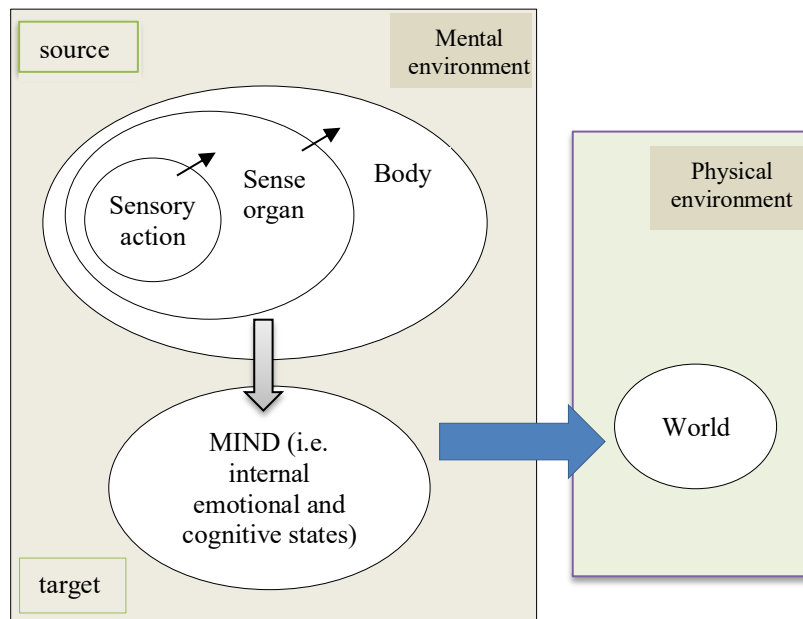 source
Mental
environment
Sensory
action
Sense
organ
Body
Physical
environment
MIND (i.e.
internal
emotional and
cognitive states)
World
target